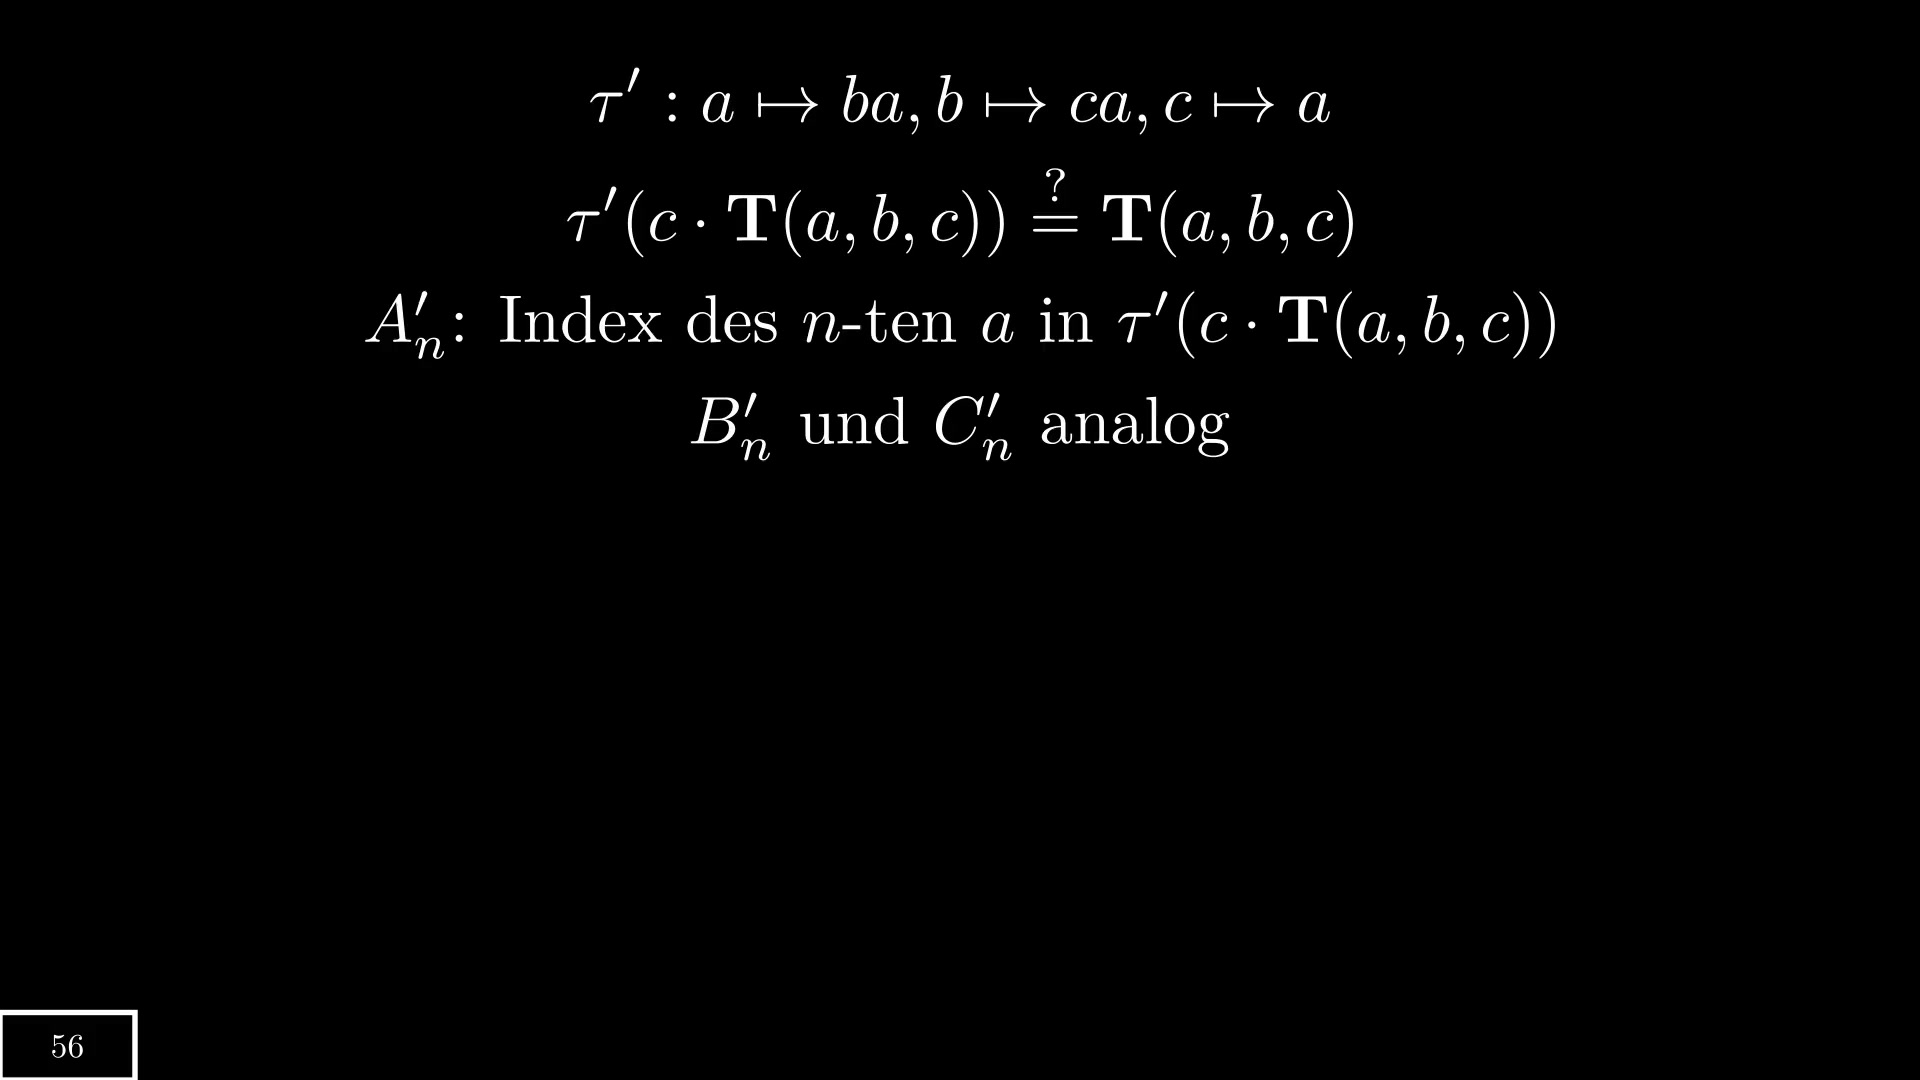 τ′ : a ↦ ba, b ↦ ca, c ↦ a
τ′(c · T(a, b, c)) ≟ T(a, b, c)
A′ₙ: Index des n-ten a in τ′(c · T(a, b, c))
B′ₙ und C′ₙ analog
56